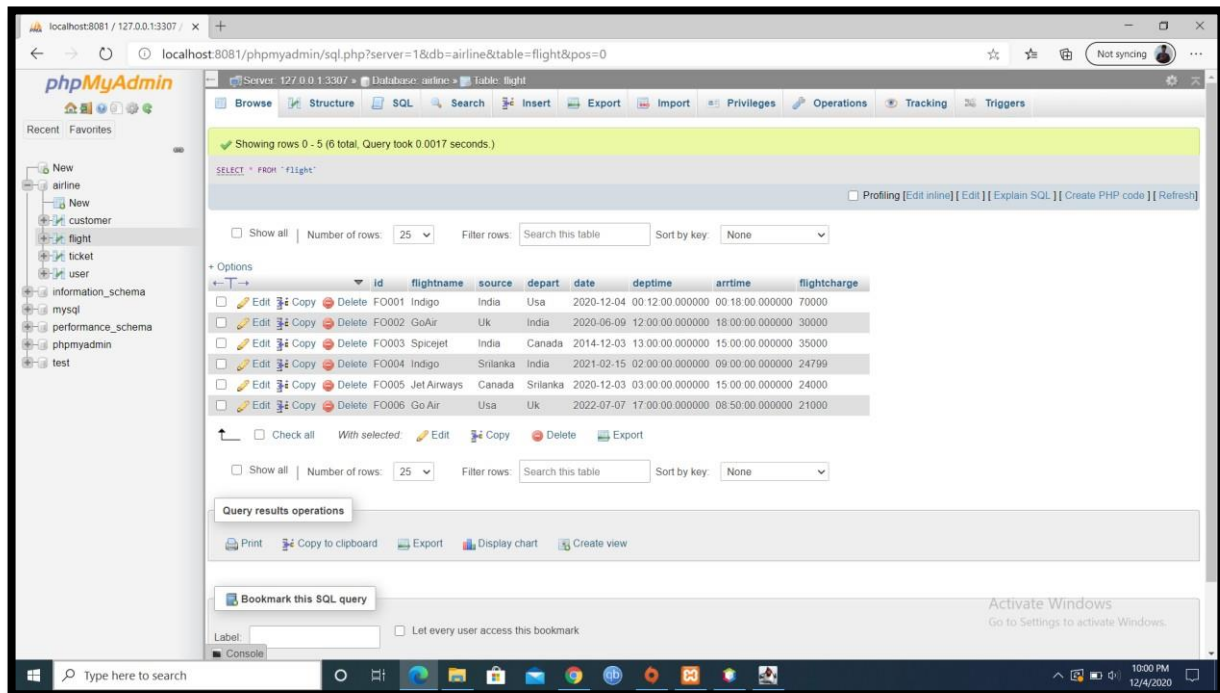 localhost:8081 / 127.0.0.1:3307 /
localhost:8081/phpmyadmin/sql.php?server=1&db=airline&table=flight&pos=0
Not syncing
phpMyAdmin
Recent Favorites
New
airline
New
customer
flight
ticket
user
information_schema
mysql
performance_schema
phpmyadmin
test
Server: 127.0.0.1:3307 » Database: airline » Table: flight
Browse Structure SQL Search Insert Export Import Privileges Operations Tracking Triggers
Showing rows 0 - 5 (6 total, Query took 0.0017 seconds.)
SELECT * FROM `flight`
Profiling [Edit inline] [ Edit ] [ Explain SQL ] [ Create PHP code ] [ Refresh]
Show all | Number of rows: 25 Filter rows: Search this table Sort by key: None
+ Options
←T→ id flightname source depart date deptime arrtime flightcharge
Edit Copy Delete FO001 Indigo India Usa 2020-12-04 00:12:00.000000 00:18:00.000000 70000
Edit Copy Delete FO002 GoAir Uk India 2020-06-09 12:00:00.000000 18:00:00.000000 30000
Edit Copy Delete FO003 Spicejet India Canada 2014-12-03 13:00:00.000000 15:00:00.000000 35000
Edit Copy Delete FO004 Indigo Srilanka India 2021-02-15 02:00:00.000000 09:00:00.000000 24799
Edit Copy Delete FO005 Jet Airways Canada Srilanka 2020-12-03 03:00:00.000000 15:00:00.000000 24000
Edit Copy Delete FO006 Go Air Usa Uk 2022-07-07 17:00:00.000000 08:50:00.000000 21000
Check all With selected: Edit Copy Delete Export
Show all | Number of rows: 25 Filter rows: Search this table Sort by key: None
Query results operations
Print Copy to clipboard Export Display chart Create view
Bookmark this SQL query
Label: Let every user access this bookmark
Console
Activate Windows
Go to Settings to activate Windows.
Type here to search
qb
10:00 PM
12/4/2020